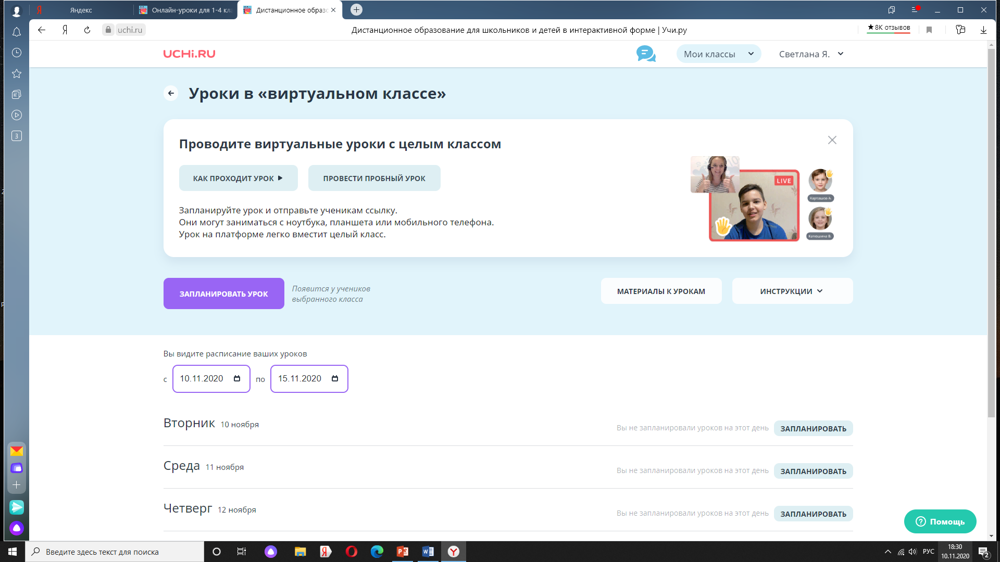 Яндекс
Онлайн-уроки для 1-4 кла
Дистанционное образо
uchi.ru
Дистанционное образование для школьников и детей в интерактивной форме | Учи.ру
★8К отзывов
UCHi.RU
Мои классы
Светлана Я.
3
Уроки в «виртуальном классе»
Проводите виртуальные уроки с целым классом
КАК ПРОХОДИТ УРОК
ПРОВЕСТИ ПРОБНЫЙ УРОК
Запланируйте урок и отправьте ученикам ссылку.
Они могут заниматься с ноутбука, планшета или мобильного телефона.
Урок на платформе легко вместит целый класс.
LIVE
Карташов А.
Катюшина В.
ЗАПЛАНИРОВАТЬ УРОК
Появится у учеников
выбранного класса
МАТЕРИАЛЫ К УРОКАМ
ИНСТРУКЦИИ
Вы видите расписание ваших уроков
с 10.11.2020 по 15.11.2020
Вторник 10 ноября
Вы не запланировали уроков на этот день
ЗАПЛАНИРОВАТЬ
Среда 11 ноября
Вы не запланировали уроков на этот день
ЗАПЛАНИРОВАТЬ
Четверг 12 ноября
Вы не запланировали уроков на этот день
ЗАПЛАНИРОВАТЬ
Помощь
Введите здесь текст для поиска
РУС
18:30
10.11.2020
2